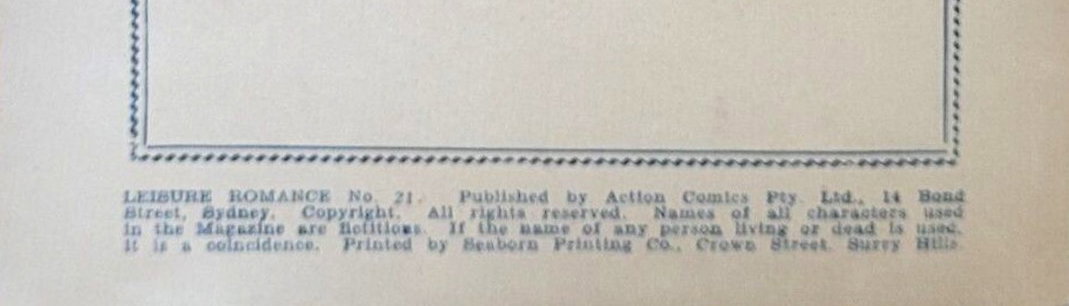 LEISURE ROMANCE No. 21. Published by Action Comics Pty. Ltd., 14 Bond
Street, Sydney. Copyright. All rights reserved. Names of all characters used
in the Magazine are fictitious. If the name of any person living or dead is used,
it is a coincidence. Printed by Seaborn Printing Co., Crown Street, Surry Hills.